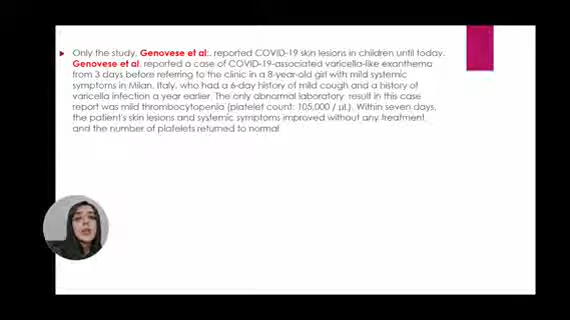 Only the study, Genovese et al:, reported COVID-19 skin lesions in children until today.
Genovese et al, reported a case of COVID-19-associated varicella-like exanthema
from 3 days before referring to the clinic in a 8-year-old girl with mild systemic
symptoms in Milan, Italy, who had a 6-day history of mild cough and a history of
varicella infection a year earlier. The only abnormal laboratory result in this case
report was mild thrombocytopenia (platelet count: 105,000 / μL). Within seven days,
the patient's skin lesions and systemic symptoms improved without any treatment
and the number of platelets returned to normal